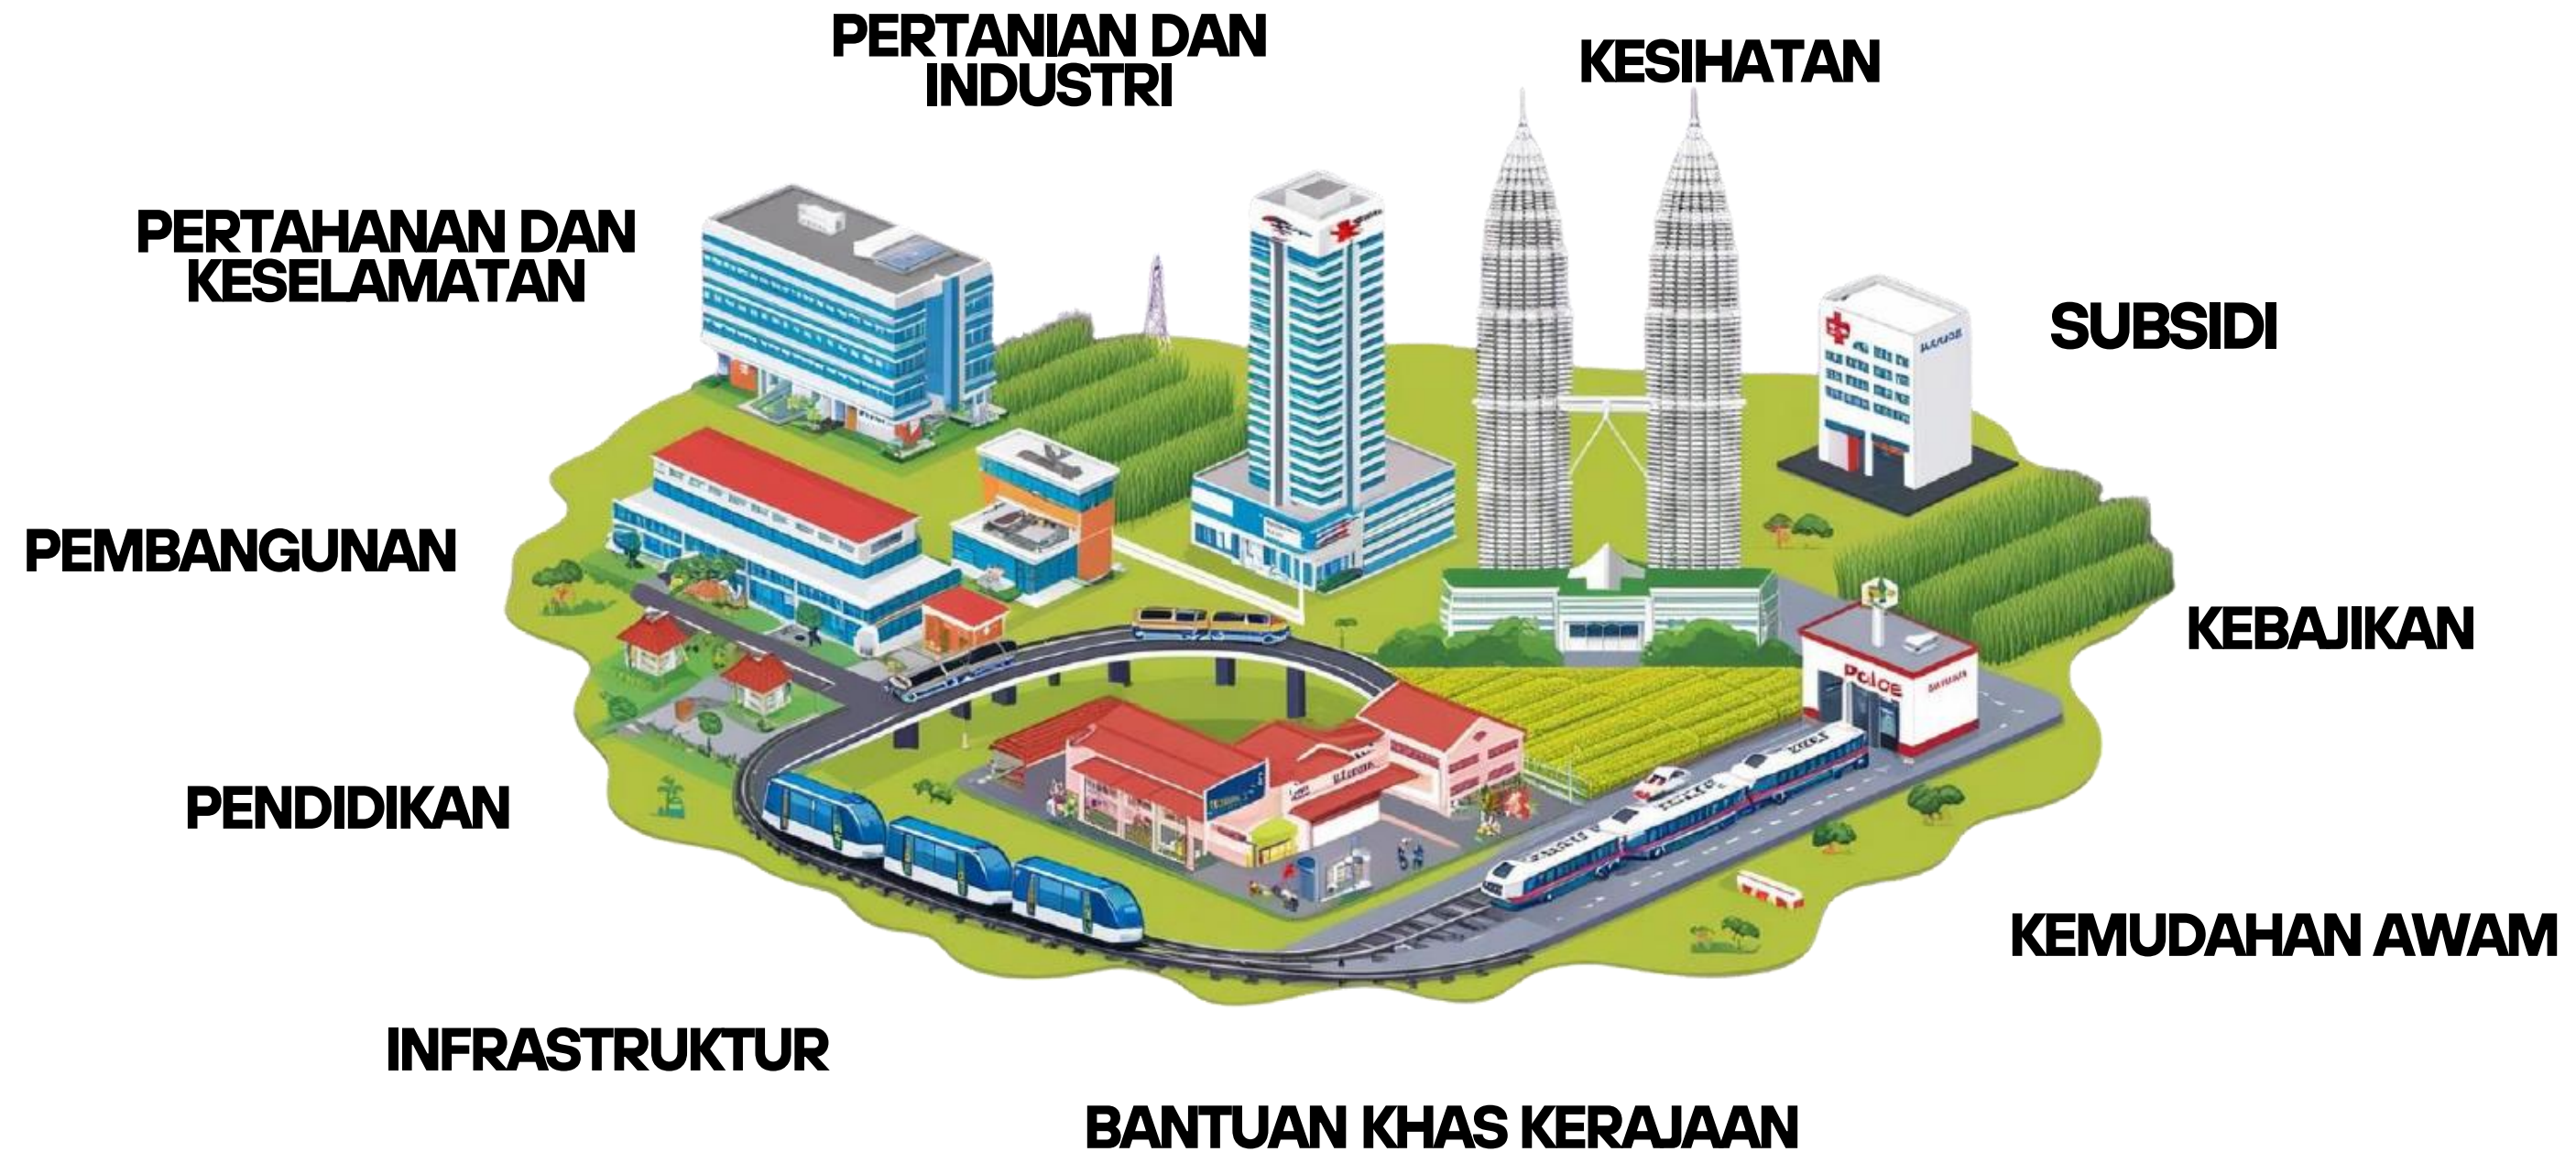 PERTANIAN DAN
INDUSTRI
KESIHATAN
PERTAHANAN DAN
KESELAMATAN
SUBSIDI
PEMBANGUNAN
KEBAJIKAN
PENDIDIKAN
KEMUDAHAN AWAM
INFRASTRUKTUR
BANTUAN KHAS KERAJAAN